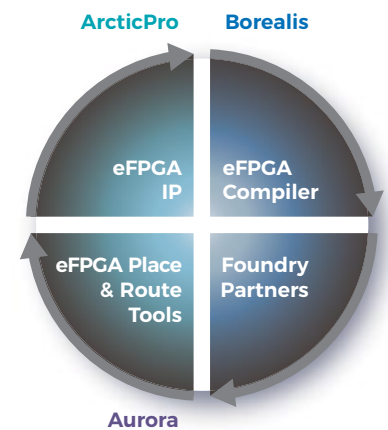 ArcticPro
Borealis
eFPGA
IP
eFPGA
Compiler
eFPGA Place
& Route
Tools
Foundry
Partners
Aurora